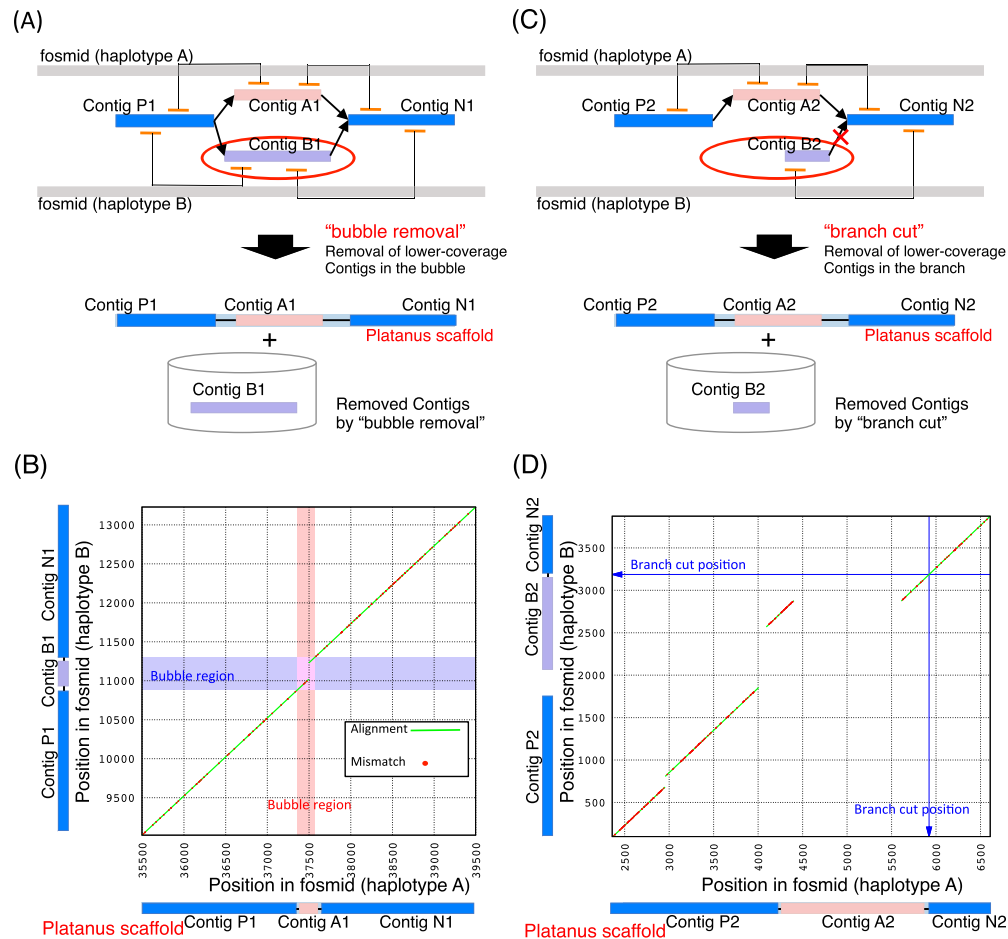 (A)
fosmid (haplotype A)
Contig P1
Contig A1
Contig N1
Contig B1
fosmid (haplotype B)
“bubble removal”
Removal of lower-coverage
Contigs in the bubble
Contig P1
Contig A1
Contig N1
Platanus scaffold
+
Contig B1
Removed Contigs
by “bubble removal”
(C)
fosmid (haplotype A)
Contig P2
Contig A2
Contig N2
Contig B2
fosmid (haplotype B)
“branch cut”
Removal of lower-coverage
Contigs in the branch
Contig P2
Contig A2
Contig N2
Platanus scaffold
+
Contig B2
Removed Contigs
by “branch cut”
(B)
Contig N1
Contig B1
Contig P1
Position in fosmid (haplotype B)
13000
12000
11500
11000
10500
10000
9500
Bubble region
Alignment
Mismatch
Bubble region
35500
36000
36500
37000
37500
38000
38500
39000
39500
Position in fosmid (haplotype A)
Contig P1
Contig A1
Contig N1
Platanus scaffold
(D)
Contig N2
Contig B2
Contig P2
Position in fosmid (haplotype B)
3500
3000
2500
2000
1500
1000
500
Branch cut position
Branch cut position
2500
3000
3500
4000
4500
5000
5500
6000
6500
Position in fosmid (haplotype A)
Contig P2
Contig A2
Contig N2
Platanus scaffold